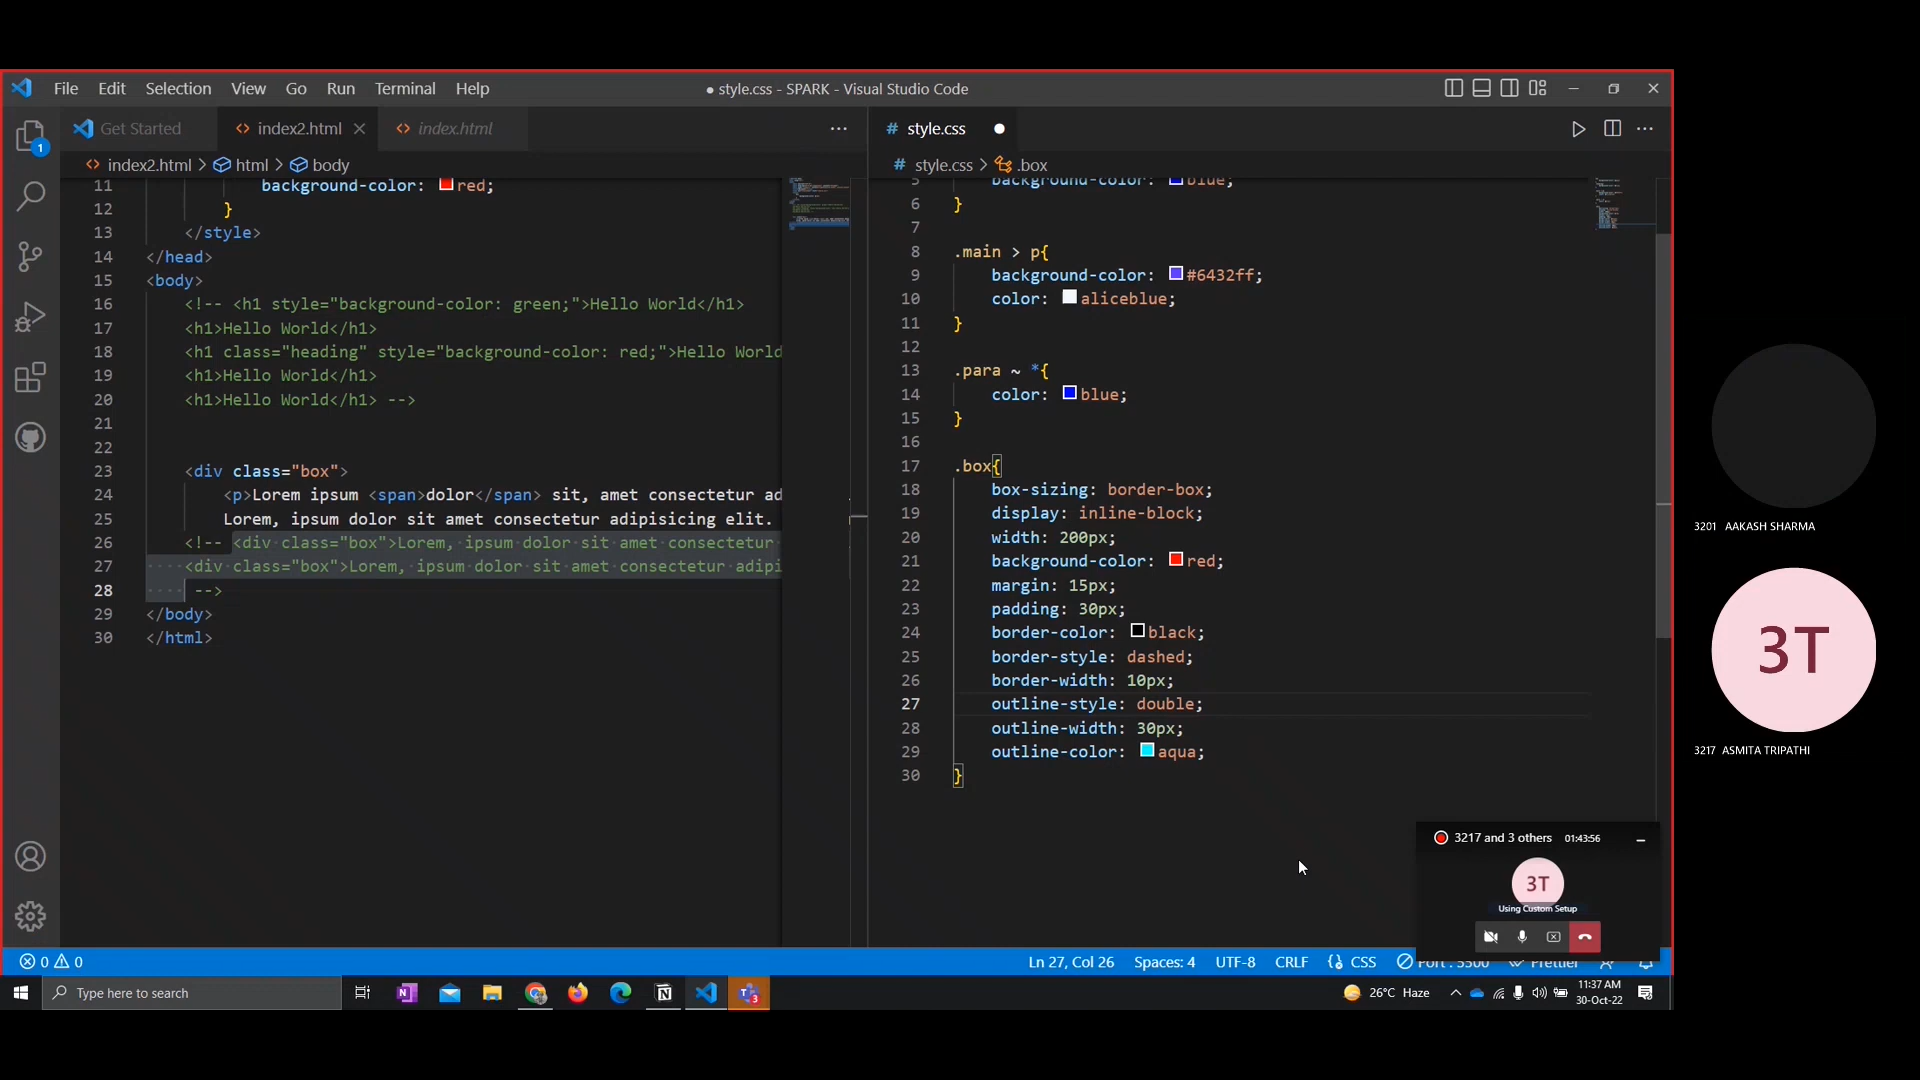 File Edit Selection View Go Run Terminal Help
● style.css - SPARK - Visual Studio Code
Get Started
index2.html
index.html
# style.css
index2.html > html > body
# style.css > .box
1
11 background-color: red;
12 }
13 </style>
14 </head>
15 <body>
16 <!-- <h1 style="background-color: green;">Hello World</h1>
17 <h1>Hello World</h1>
18 <h1 class="heading" style="background-color: red;">Hello World
19 <h1>Hello World</h1>
20 <h1>Hello World</h1> -->
21
22
23 <div class="box">
24 <p>Lorem ipsum <span>dolor</span> sit, amet consectetur ad
25 Lorem, ipsum dolor sit amet consectetur adipisicing elit.
26 <!-- <div class="box">Lorem, ipsum dolor sit amet consectetur
27 <div class="box">Lorem, ipsum dolor sit amet consectetur adipi
28 -->
29 </body>
30 </html>
5 background-color: blue;
6 }
7
8 .main > p{
9 background-color: #6432ff;
10 color: aliceblue;
11 }
12
13 .para ~ *{
14 color: blue;
15 }
16
17 .box{
18 box-sizing: border-box;
19 display: inline-block;
20 width: 200px;
21 background-color: red;
22 margin: 15px;
23 padding: 30px;
24 border-color: black;
25 border-style: dashed;
26 border-width: 10px;
27 outline-style: double;
28 outline-width: 30px;
29 outline-color: aqua;
30 }
3201 AAKASH SHARMA
3T
3217 ASMITA TRIPATHI
3217 and 3 others 01:43:56
3T
Using Custom Setup
0 0
Ln 27, Col 26 Spaces: 4 UTF-8 CRLF CSS Port : 5500 Prettier
Type here to search
26°C Haze
11:37 AM
30-Oct-22